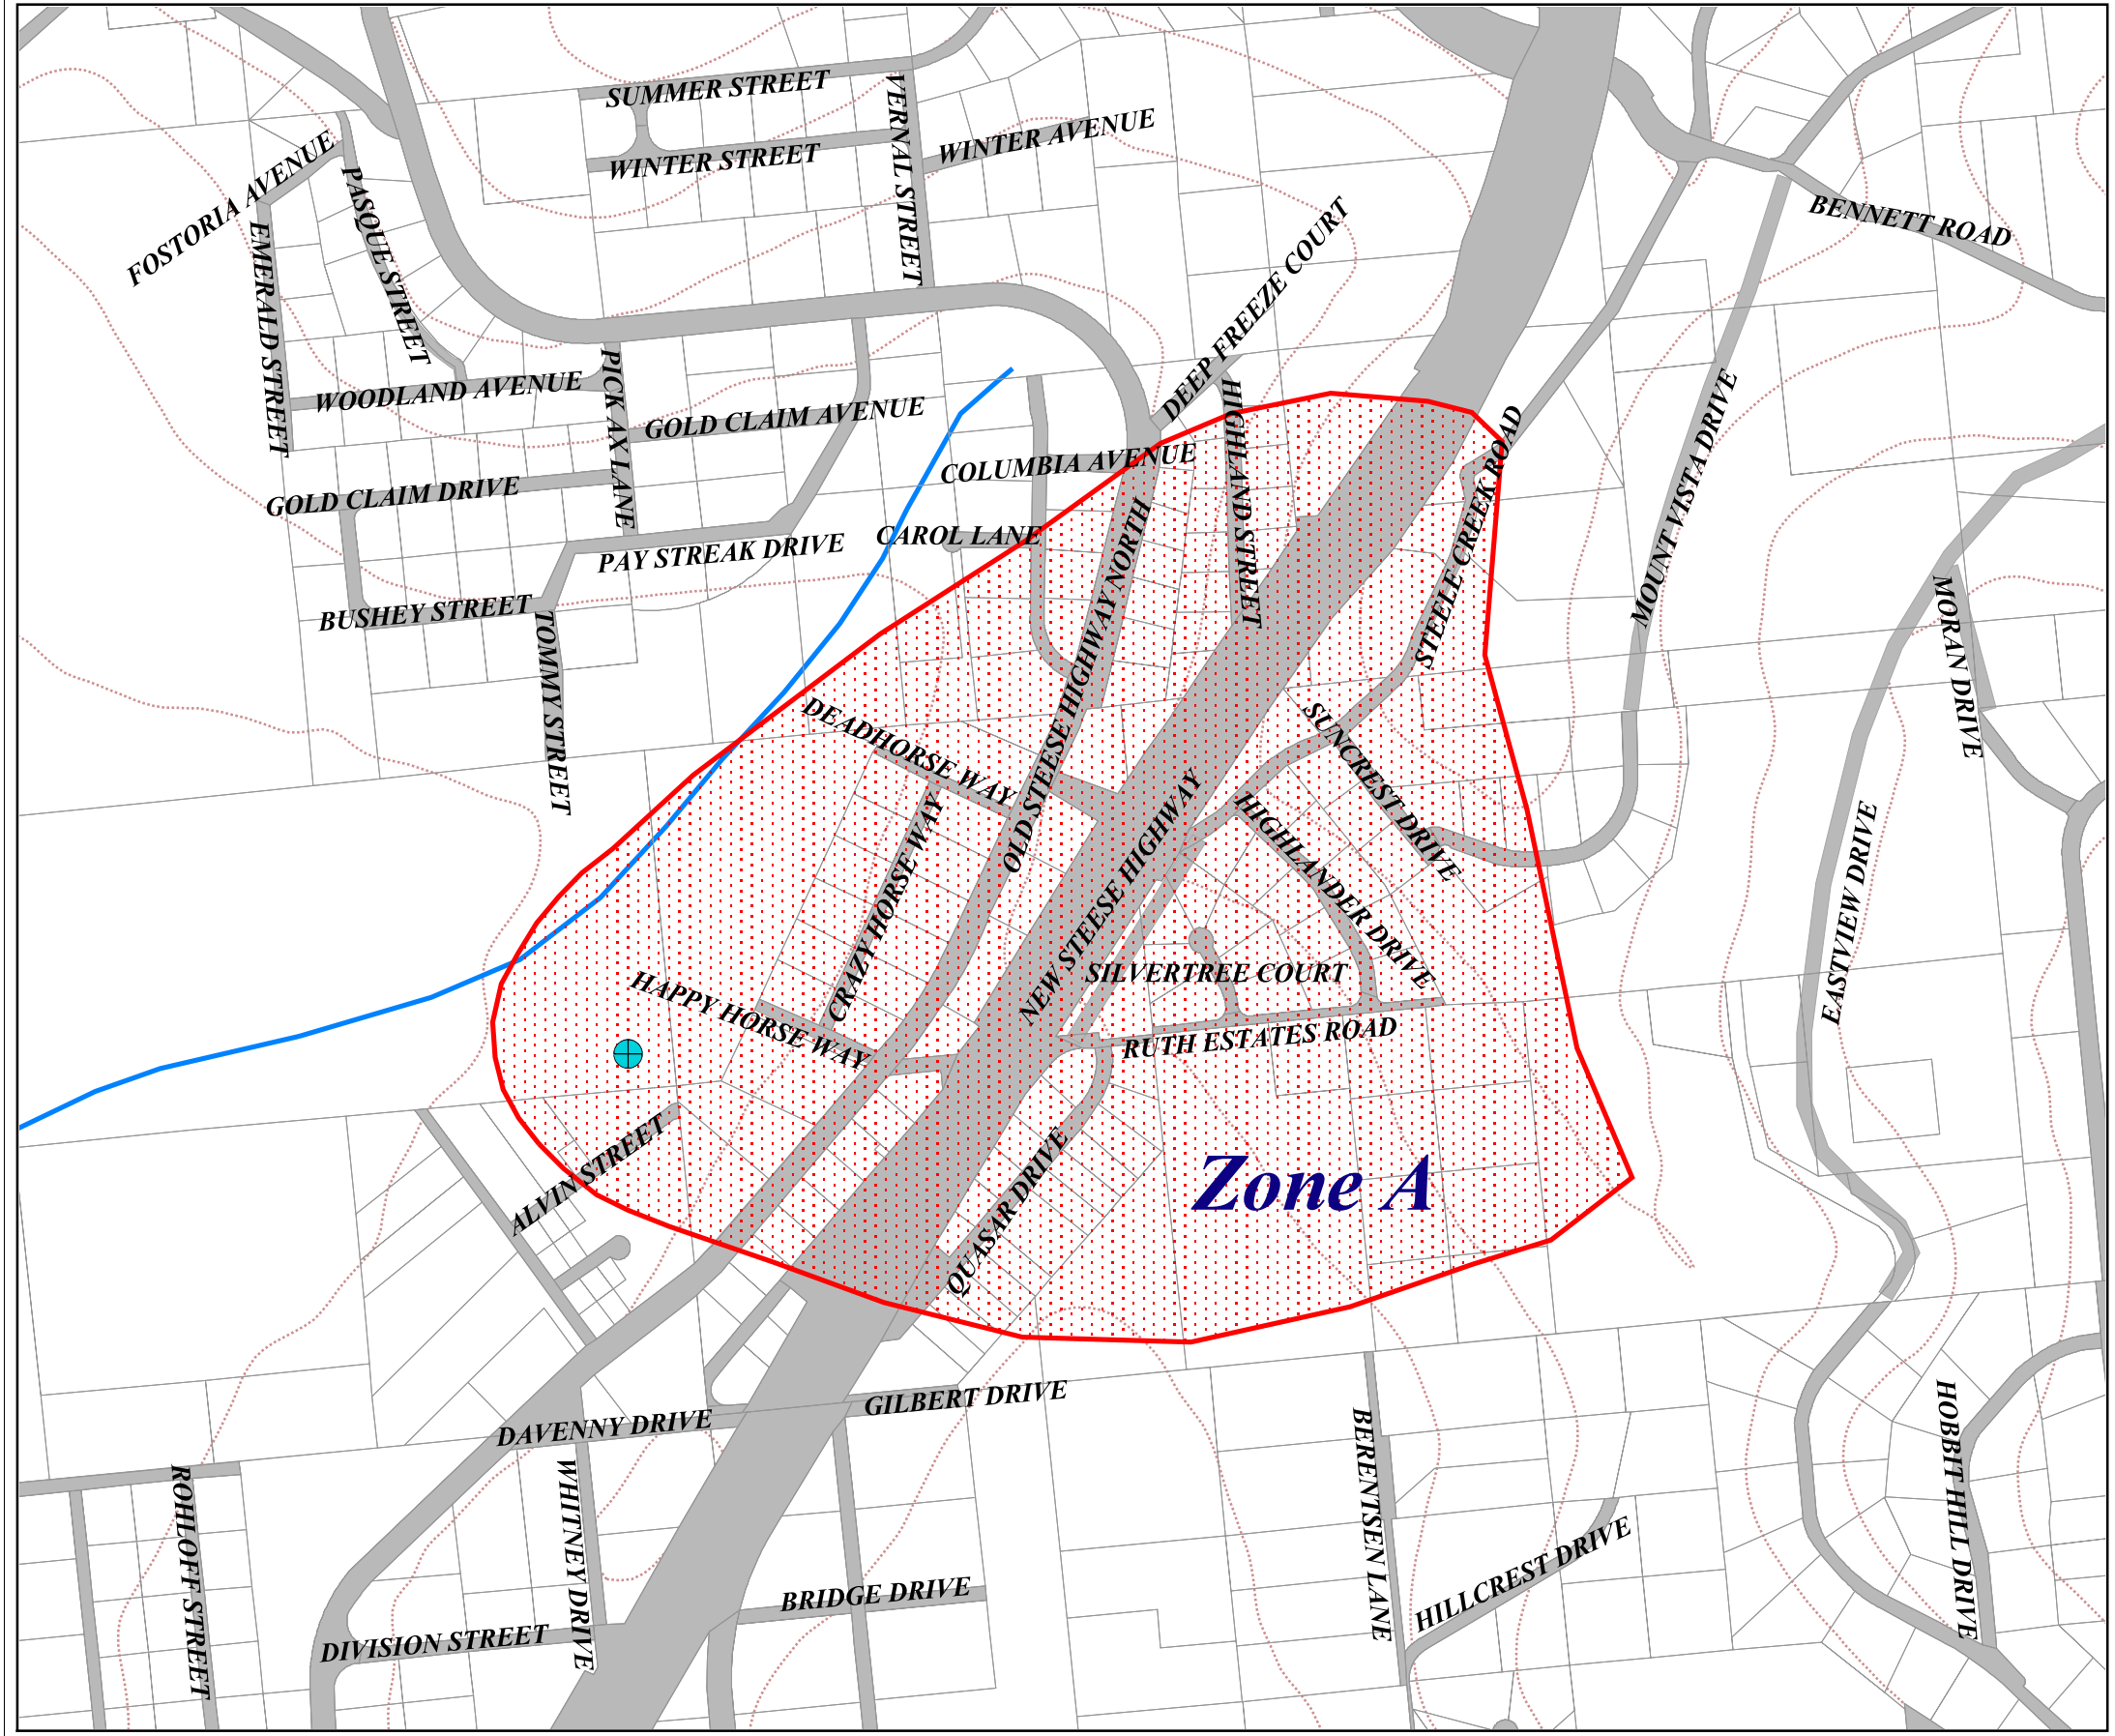 SUMMER STREET
VERNAL STREET
WINTER AVENUE
WINTER STREET
FOSTORIA AVENUE
PASQUE STREET
EMERALD STREET
DEEP FREEZE COURT
BENNETT ROAD
WOODLAND AVENUE
PICK AX LANE
GOLD CLAIM AVENUE
HIGHLAND STREET
COLUMBIA AVENUE
GOLD CLAIM DRIVE
CAROL LANE
PAY STREAK DRIVE
STEELE CREEK ROAD
MOUNT VISTA DRIVE
BUSHEY STREET
TOMMY STREET
MORAN DRIVE
OLD STEESE HIGHWAY NORTH
DEADHORSE WAY
SUNCREST DRIVE
CRAZY HORSE WAY
NEW STEESE HIGHWAY
HIGHLANDER DRIVE
EASTVIEW DRIVE
SILVERTREE COURT
HAPPY HORSE WAY
RUTH ESTATES ROAD
ALVIN STREET
QUASAR DRIVE
Zone A
GILBERT DRIVE
DAVENNY DRIVE
BERENTSEN LANE
HOBBIT HILL DRIVE
ROHLOFF STREET
WHITNEY DRIVE
BRIDGE DRIVE
HILLCREST DRIVE
DIVISION STREET